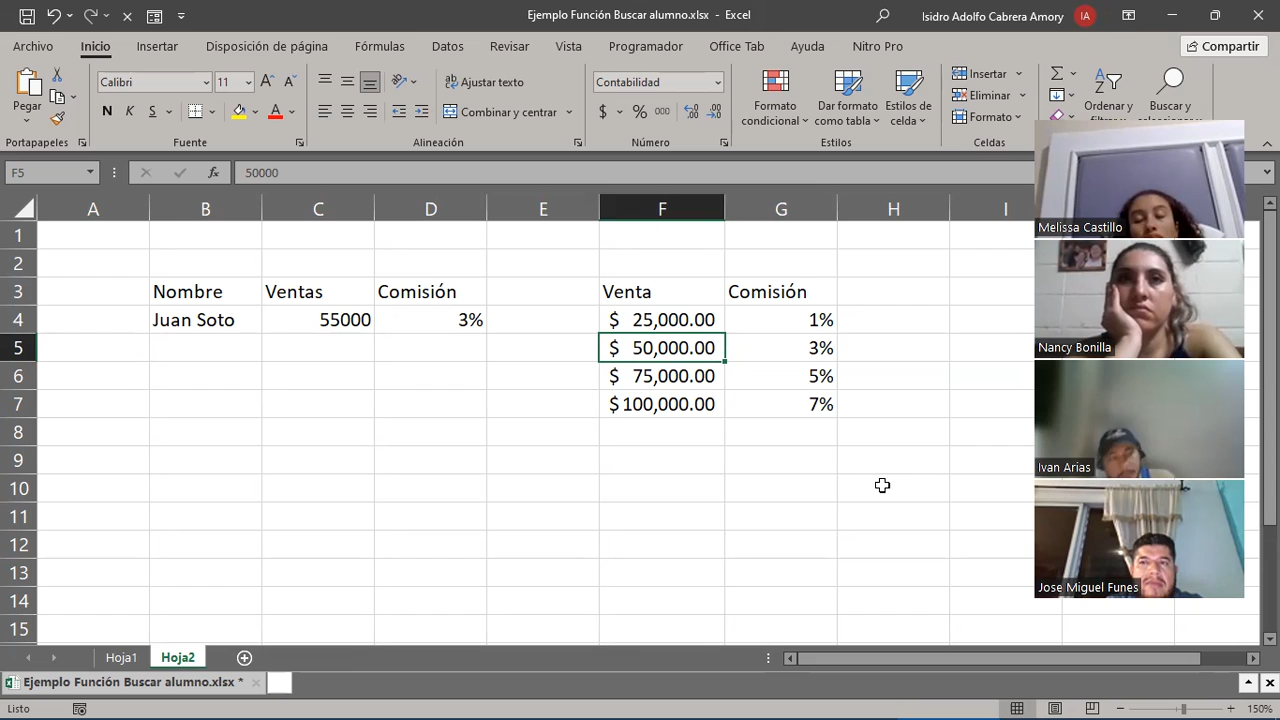 Ejemplo Función Buscar alumno.xlsx - Excel
Isidro Adolfo Cabrera Amory IA
Archivo Inicio Insertar Disposición de página Fórmulas Datos Revisar Vista Programador Office Tab Ayuda Nitro Pro Compartir
Calibri 11 Ajustar texto Contabilidad Insertar
Pegar Formato condicional Dar formato como tabla Estilos de celda Eliminar Ordenar y filtrar Buscar y
N K S Combinar y centrar $ % 000 Formato
Portapapeles Fuente Alineación Número Estilos Celdas
F5 fx 50000
A B C D E F G H I
1
2
3 Nombre Ventas Comisión Venta Comisión
4 Juan Soto 55000 3% $ 25,000.00 1%
5 $ 50,000.00 3%
6 $ 75,000.00 5%
7 $ 100,000.00 7%
8
9
10
11
12
13
14
15
Melissa Castillo
Nancy Bonilla
Ivan Arias
Jose Miguel Funes
Hoja1 Hoja2
Ejemplo Función Buscar alumno.xlsx *
Listo 150%